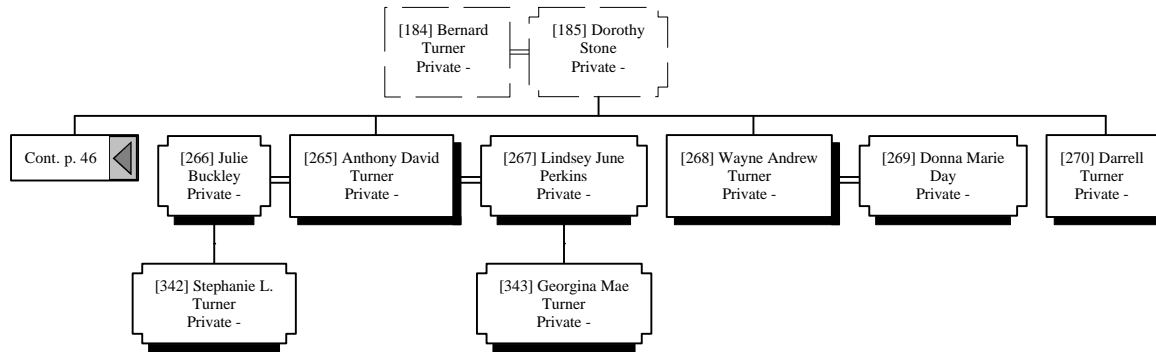 [184] Bernard
Turner
Private -
[185] Dorothy
Stone
Private -
Cont. p. 46
[266] Julie
Buckley
Private -
[265] Anthony David
Turner
Private -
[267] Lindsey June
Perkins
Private -
[268] Wayne Andrew
Turner
Private -
[269] Donna Marie
Day
Private -
[270] Darrell
Turner
Private -
[342] Stephanie L.
Turner
Private -
[343] Georgina Mae
Turner
Private -